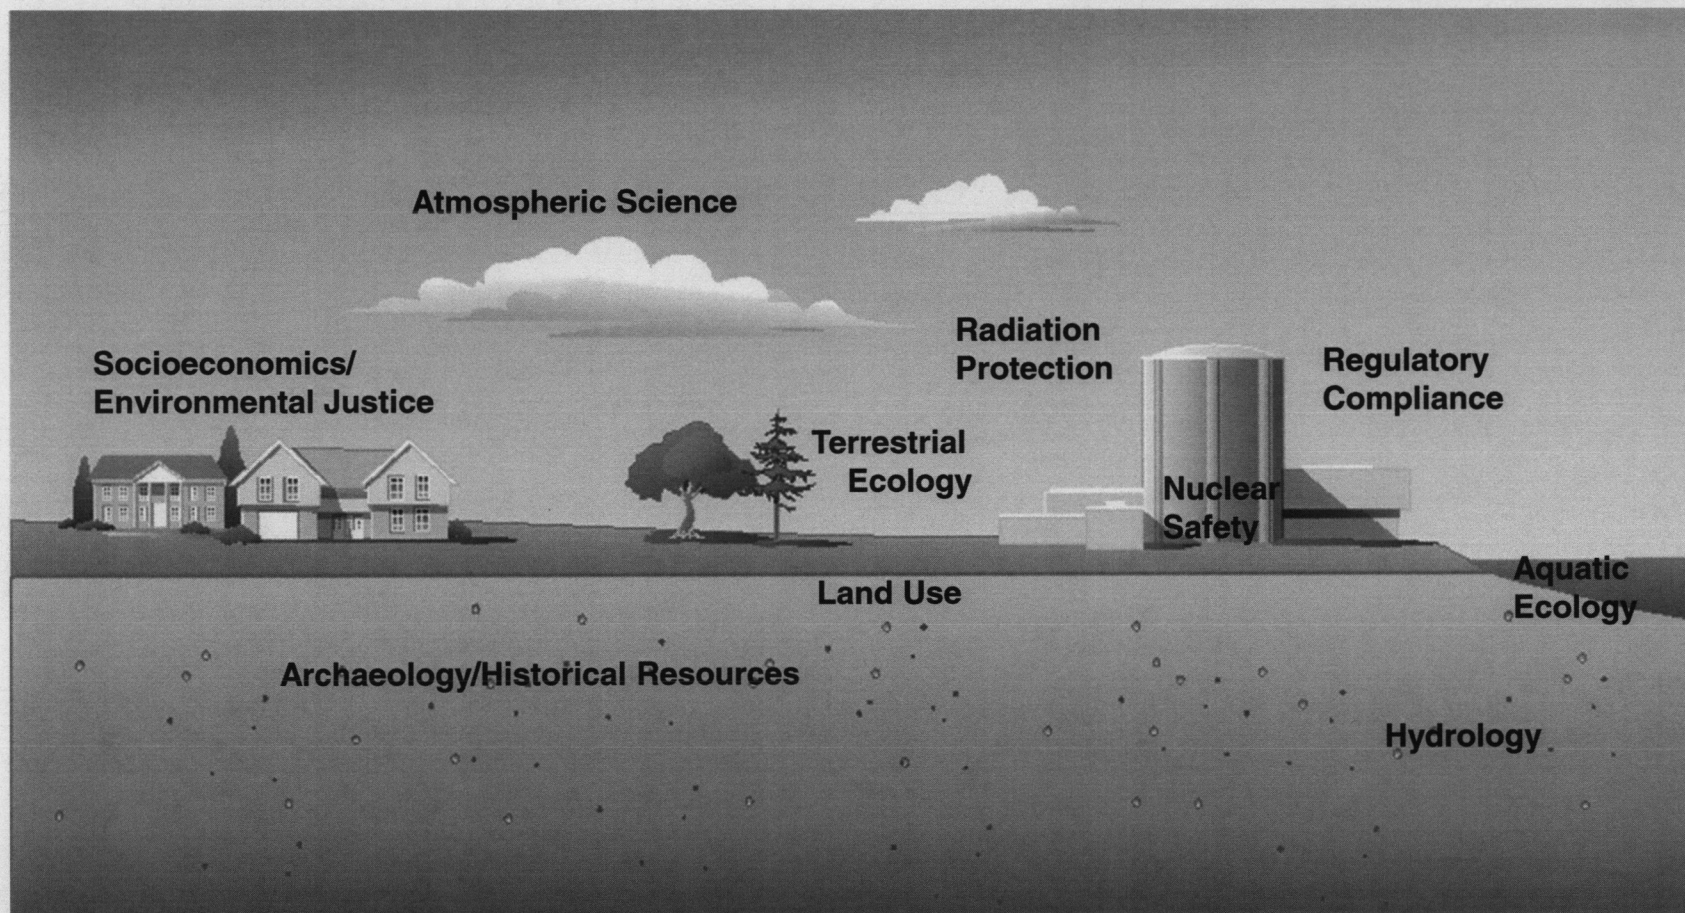 Atmospheric Science
Radiation
Protection
Regulatory
Compliance
Socioeconomics/
Environmental Justice
Terrestrial
Ecology
Nuclear
Safety
Aquatic
Ecology
Land Use
Archaeology/Historical Resources
Hydrology